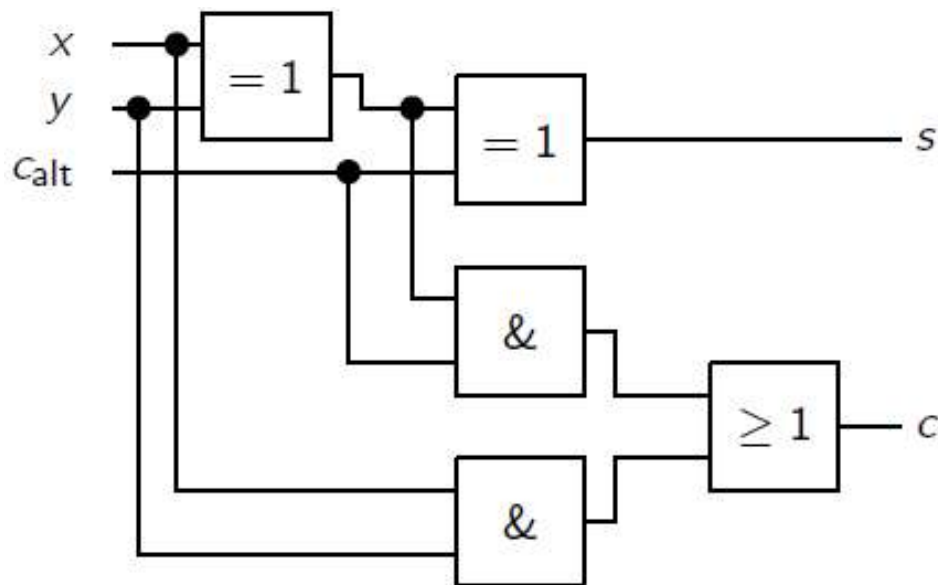 x
= 1
y
= 1
s
c_alt
&
≥ 1
c
&